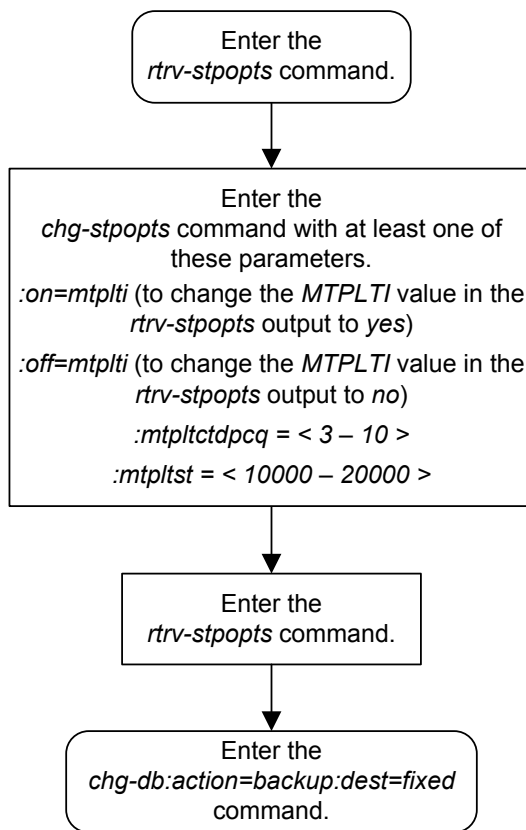 Enter the
rtrv-stpopts command.
Enter the
chg-stpopts command with at least one of
these parameters.
:on=mtplti (to change the MTPLTI value in the
rtrv-stpopts output to yes)
:off=mtplti (to change the MTPLTI value in the
rtrv-stpopts output to no)
:mtpltctdpcq = < 3 – 10 >
:mtpltst = < 10000 – 20000 >
Enter the
rtrv-stpopts command.
Enter the
chg-db:action=backup:dest=fixed
command.